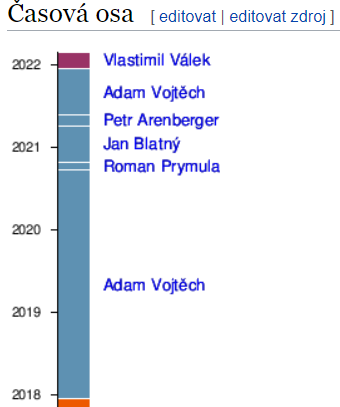 Časová osa [ editovat | editovat zdroj ]
2022
Vlastimil Válek
Adam Vojtěch
Petr Arenberger
2021
Jan Blatný
Roman Prymula
2020
Adam Vojtěch
2019
2018